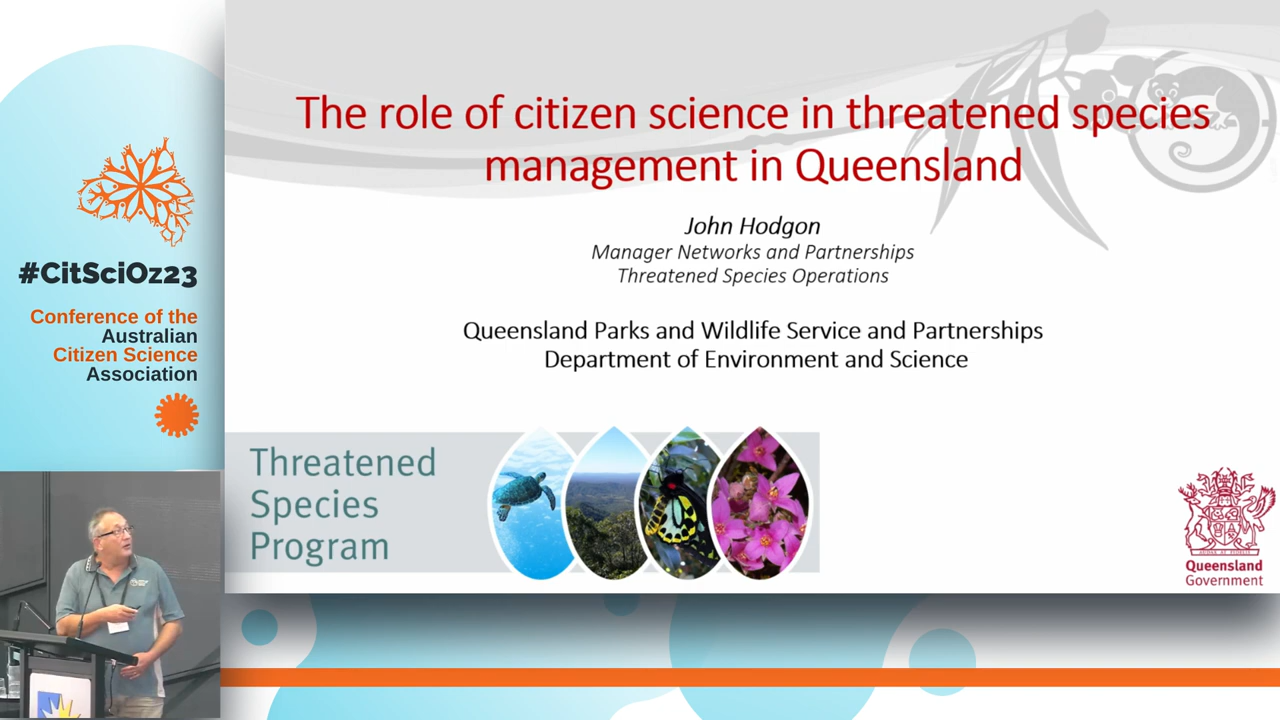 The role of citizen science in threatened species
management in Queensland
John Hodgon
Manager Networks and Partnerships
Threatened Species Operations
Queensland Parks and Wildlife Service and Partnerships
Department of Environment and Science
#CitSciOz23
Conference of the
Australian
Citizen Science
Association
Threatened
Species
Program
Queensland
Government